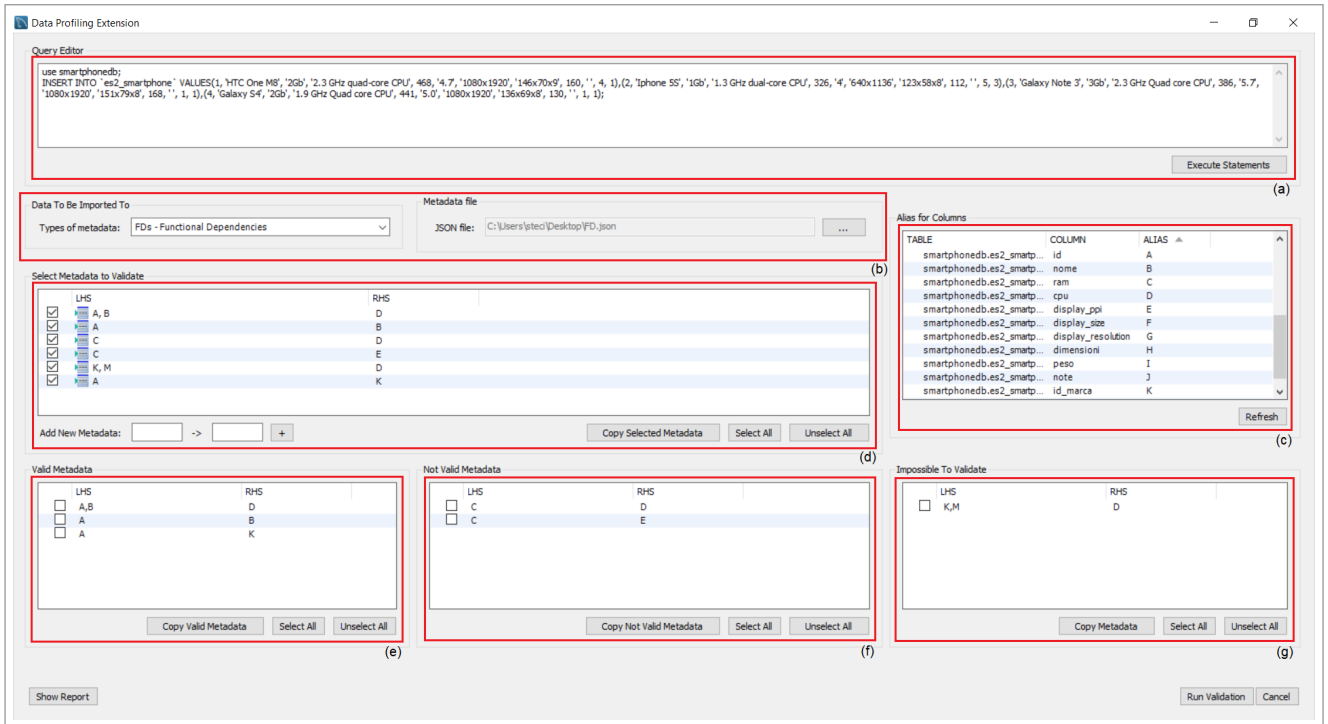 Data Profiling Extension
Query Editor
use smartphonedb;
INSERT INTO `es2_smartphone` VALUES(1, 'HTC One M8', '2Gb', '2.3 GHz quad-core CPU', 468, '4.7', '1080x1920', '146x70x9', 160, ' ', 4, 1),(2, 'Iphone 5S', '1Gb', '1.3 GHz dual-core CPU', 326, '4', '640x1136', '123x58x8', 112, ' ', 5, 3),(3, 'Galaxy Note 3', '3Gb', '2.3 GHz Quad core CPU', 386, '5.7',
'1080x1920', '151x79x8', 168, ' ', 1, 1),(4, 'Galaxy S4', '2Gb', '1.9 GHz Quad core CPU', 441, '5.0', '1080x1920', '136x69x8', 130, ' ', 1, 1);
Execute Statements
(a)
Data To Be Imported To
Types of metadata: FDs - Functional Dependencies
Metadata file
JSON file: C:\Users\steci\Desktop\FD.json ...
(b)
Alias for Columns
TABLE COLUMN ALIAS
smartphonedb.es2_smartp... id A
smartphonedb.es2_smartp... nome B
smartphonedb.es2_smartp... ram C
smartphonedb.es2_smartp... cpu D
smartphonedb.es2_smartp... display_ppi E
smartphonedb.es2_smartp... display_size F
smartphonedb.es2_smartp... display_resolution G
smartphonedb.es2_smartp... dimensioni H
smartphonedb.es2_smartp... peso I
smartphonedb.es2_smartp... note J
smartphonedb.es2_smartp... id_marca K
Refresh
(c)
Select Metadata to Validate
LHS RHS
A, B D
A B
C D
C E
K, M D
A K
Add New Metadata: -> + Copy Selected Metadata Select All Unselect All
(d)
Valid Metadata
LHS RHS
A,B D
A B
A K
Copy Valid Metadata Select All Unselect All
(e)
Not Valid Metadata
LHS RHS
C D
C E
Copy Not Valid Metadata Select All Unselect All
(f)
Impossible To Validate
LHS RHS
K,M D
Copy Metadata Select All Unselect All
(g)
Show Report Run Validation Cancel